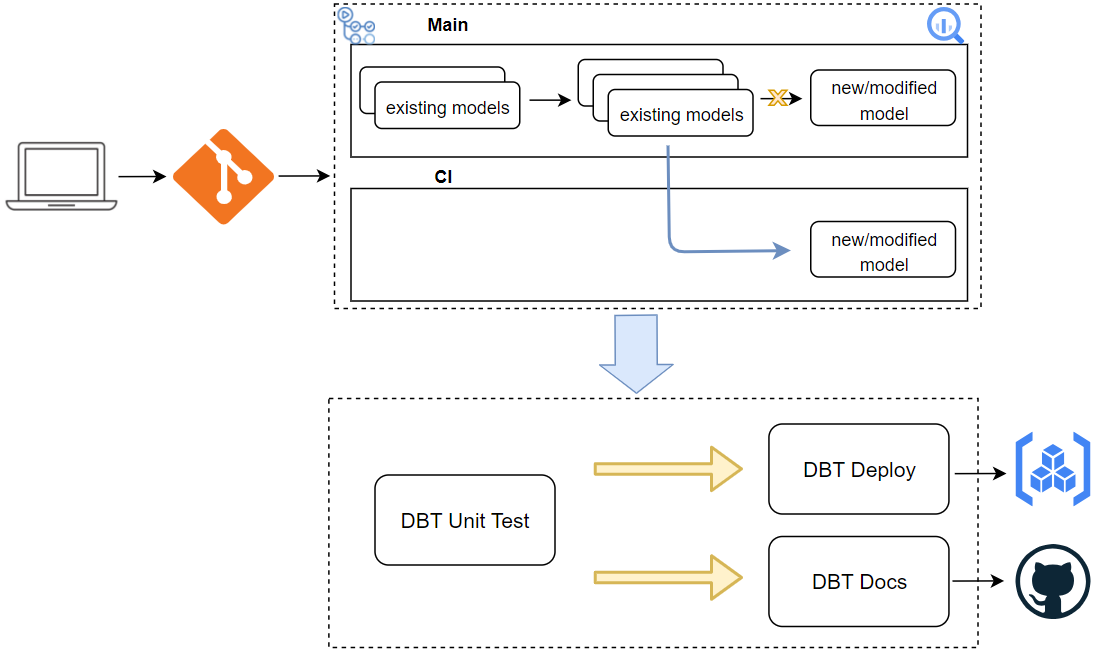 Main
existing models
existing models
new/modified
model
CI
new/modified
model
DBT Unit Test
DBT Deploy
DBT Docs